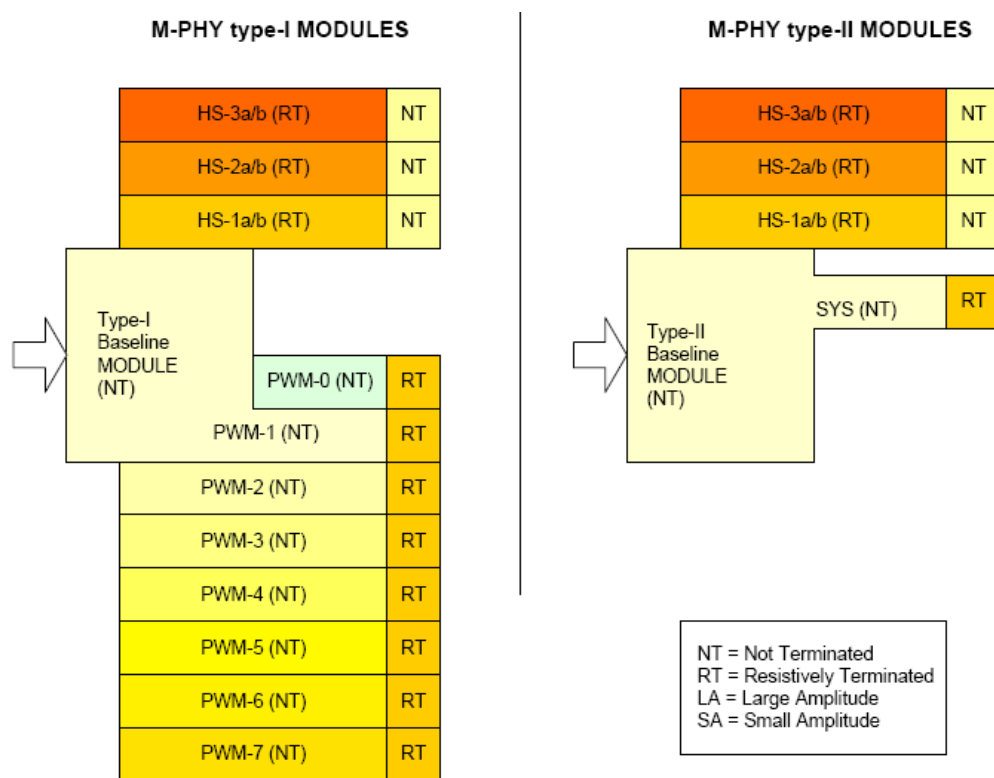 M-PHY type-I MODULES
HS-3a/b (RT) NT
HS-2a/b (RT) NT
HS-1a/b (RT) NT
Type-I
Baseline
MODULE
(NT)
PWM-0 (NT) RT
PWM-1 (NT) RT
PWM-2 (NT) RT
PWM-3 (NT) RT
PWM-4 (NT) RT
PWM-5 (NT) RT
PWM-6 (NT) RT
PWM-7 (NT) RT
M-PHY type-II MODULES
HS-3a/b (RT) NT
HS-2a/b (RT) NT
HS-1a/b (RT) NT
SYS (NT) RT
Type-II
Baseline
MODULE
(NT)
NT = Not Terminated
RT = Resistively Terminated
LA = Large Amplitude
SA = Small Amplitude